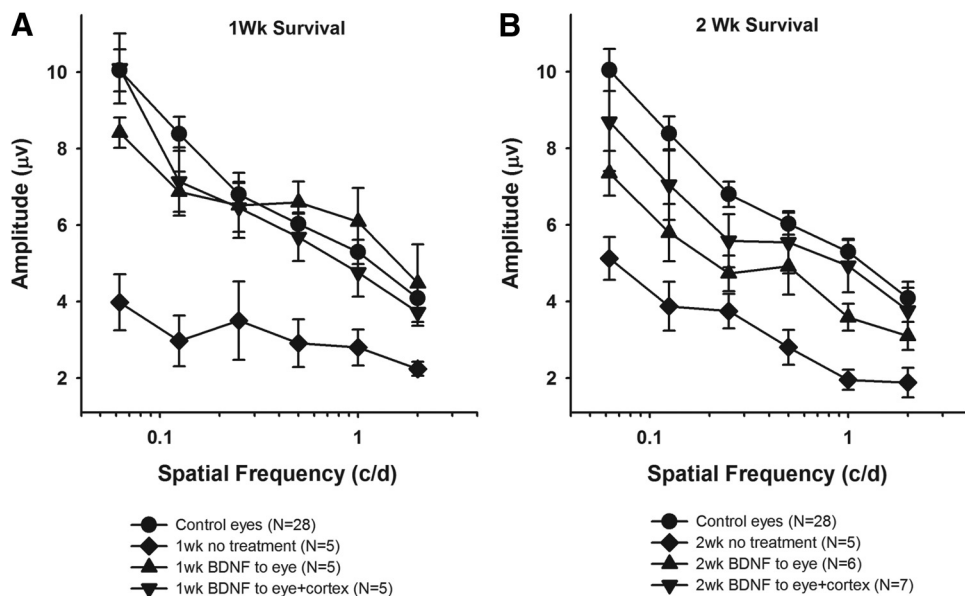 A
1Wk Survival
10
8
6
4
2
Amplitude (μv)
0.1
1
Spatial Frequency (c/d)
Control eyes (N=28)
1wk no treatment (N=5)
1wk BDNF to eye (N=5)
1wk BDNF to eye+cortex (N=5)
B
2 Wk Survival
10
8
6
4
2
Amplitude (μv)
0.1
1
Spatial Frequency (c/d)
Control eyes (N=28)
2wk no treatment (N=5)
2wk BDNF to eye (N=6)
2wk BDNF to eye+cortex (N=7)